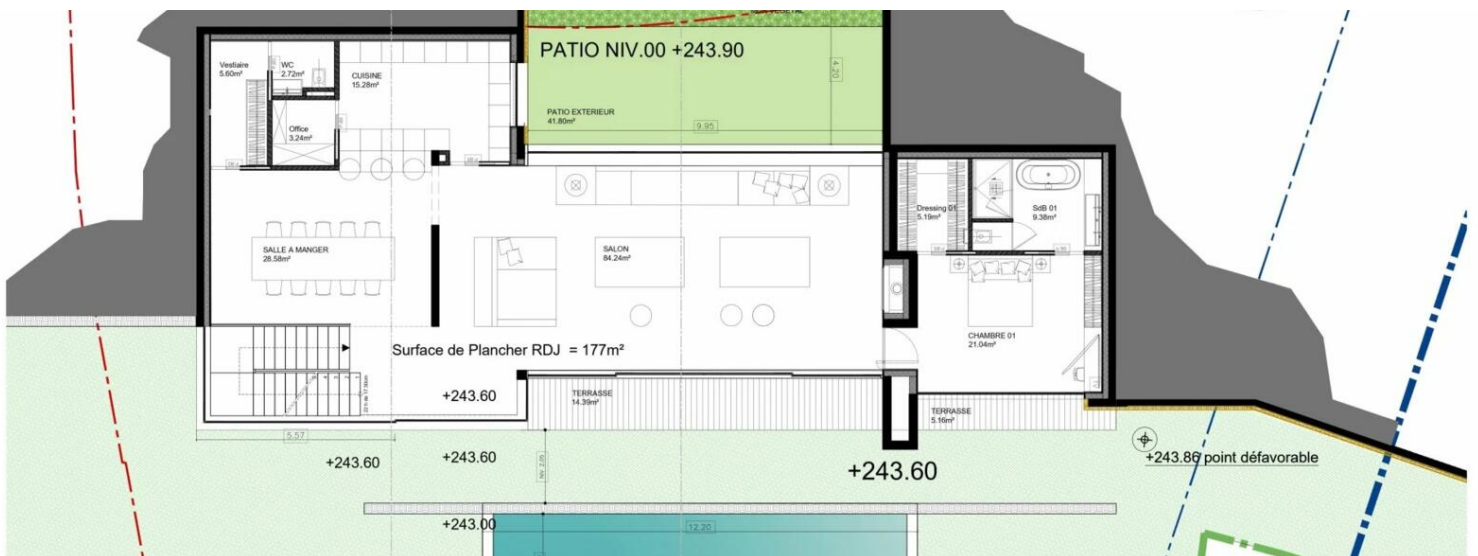 PATIO NIV.00 +243.90
4.20
PATIO EXTERIEUR
41.80m²
9.95
Vestiaire
5.60m²
WC
2.72m²
CUISINE
15.28m²
Office
3.24m²
SALLE A MANGER
28.58m²
SALON
84.24m²
Dressing 01
5.19m²
SdB 01
9.38m²
CHAMBRE 01
21.04m²
Surface de Plancher RDJ = 177m²
+243.60
TERRASSE
14.39m²
TERRASSE
5.16m²
5.57
+243.60
+243.60
+243.60
+243.86 point défavorable
+243.00
12.20